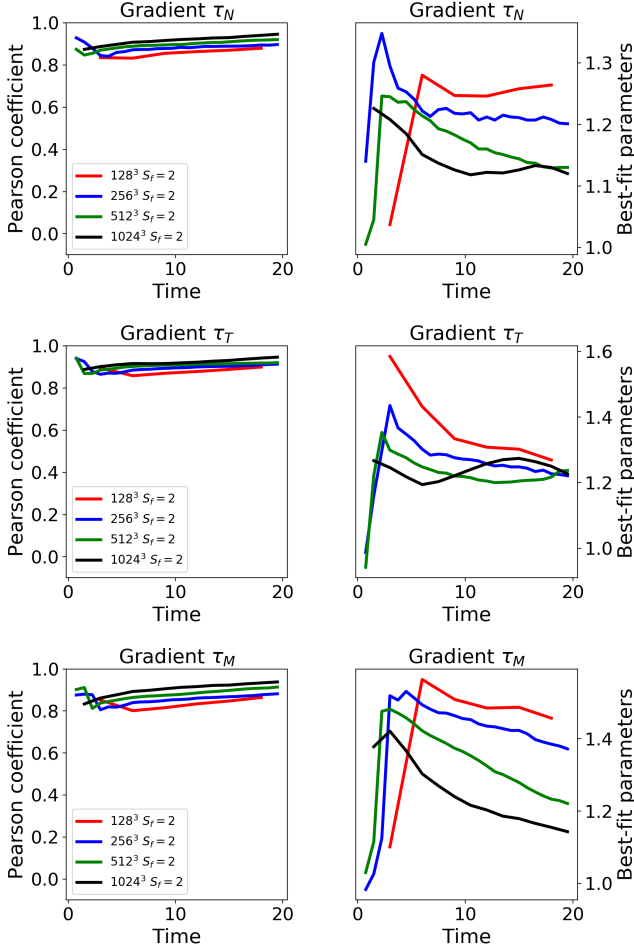 Gradient τ_N
Pearson coefficient
1.0
0.8
0.6
0.4
0.2
0.0
128³ S_f = 2
256³ S_f = 2
512³ S_f = 2
1024³ S_f = 2
0 10 20
Time
Gradient τ_N
1.3
1.2
1.1
1.0
Best-fit parameters
0 10 20
Time
Gradient τ_T
Pearson coefficient
1.0
0.8
0.6
0.4
0.2
0.0
128³ S_f = 2
256³ S_f = 2
512³ S_f = 2
1024³ S_f = 2
0 10 20
Time
Gradient τ_T
1.6
1.4
1.2
1.0
Best-fit parameters
0 10 20
Time
Gradient τ_M
Pearson coefficient
1.0
0.8
0.6
0.4
0.2
0.0
128³ S_f = 2
256³ S_f = 2
512³ S_f = 2
1024³ S_f = 2
0 10 20
Time
Gradient τ_M
1.4
1.2
1.0
Best-fit parameters
0 10 20
Time